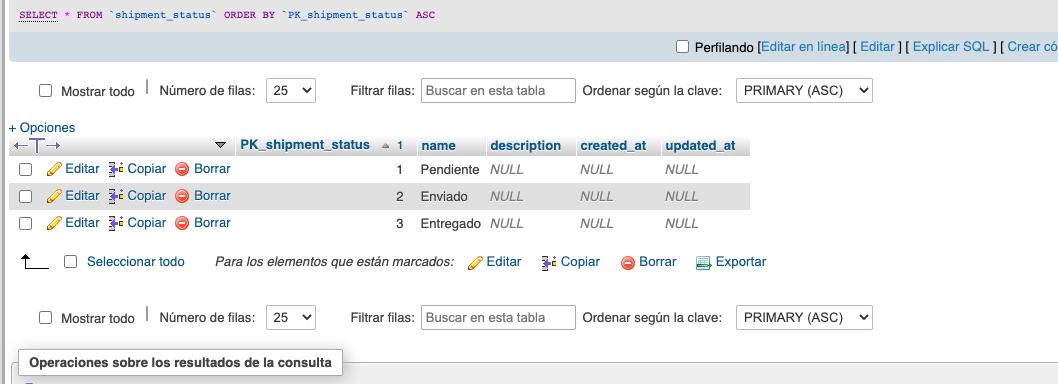 SELECT * FROM `shipment_status` ORDER BY `PK_shipment_status` ASC
Perfilando [Editar en línea] [ Editar ] [ Explicar SQL ] [ Crear có
Mostrar todo | Número de filas: 25 Filtrar filas: Buscar en esta tabla Ordenar según la clave: PRIMARY (ASC)
+ Opciones
←T→ PK_shipment_status 1 name description created_at updated_at
Editar Copiar Borrar 1 Pendiente NULL NULL NULL
Editar Copiar Borrar 2 Enviado NULL NULL NULL
Editar Copiar Borrar 3 Entregado NULL NULL NULL
Seleccionar todo Para los elementos que están marcados: Editar Copiar Borrar Exportar
Mostrar todo | Número de filas: 25 Filtrar filas: Buscar en esta tabla Ordenar según la clave: PRIMARY (ASC)
Operaciones sobre los resultados de la consulta